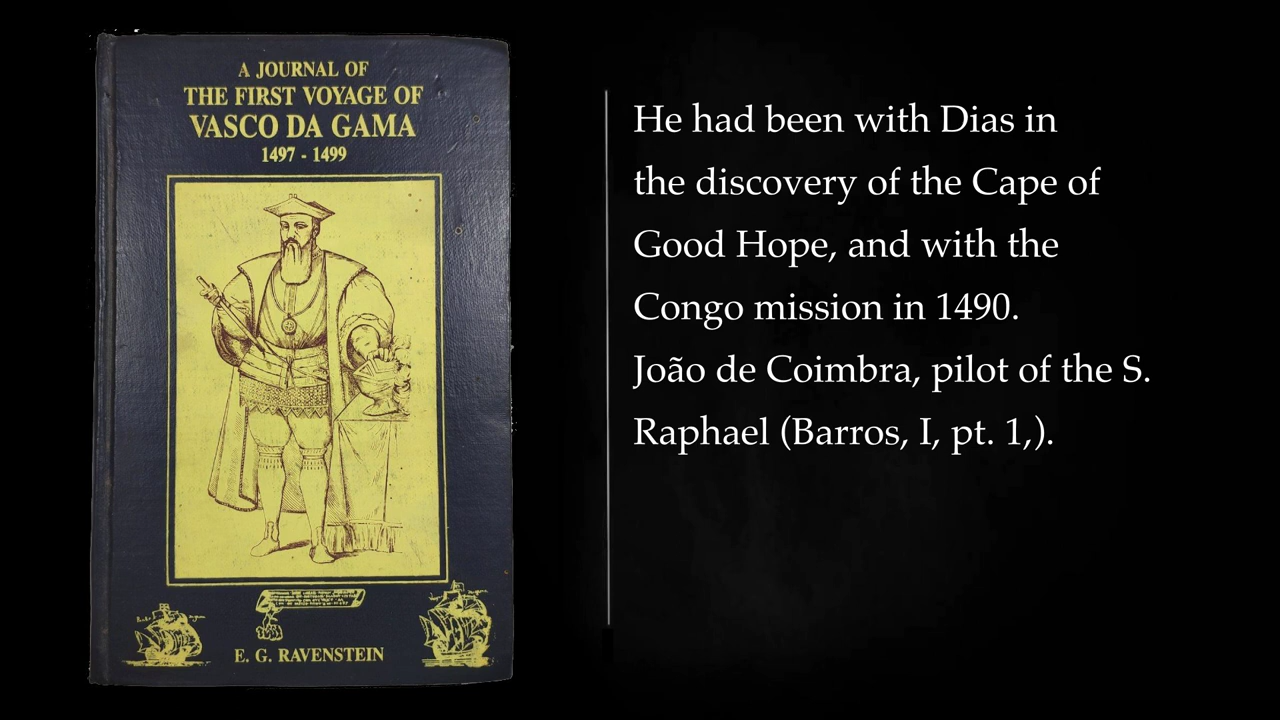 A JOURNAL OF
THE FIRST VOYAGE OF
VASCO DA GAMA
1497 - 1499
E. G. RAVENSTEIN
He had been with Dias in
the discovery of the Cape of
Good Hope, and with the
Congo mission in 1490.
João de Coimbra, pilot of the S.
Raphael (Barros, I, pt. 1,).